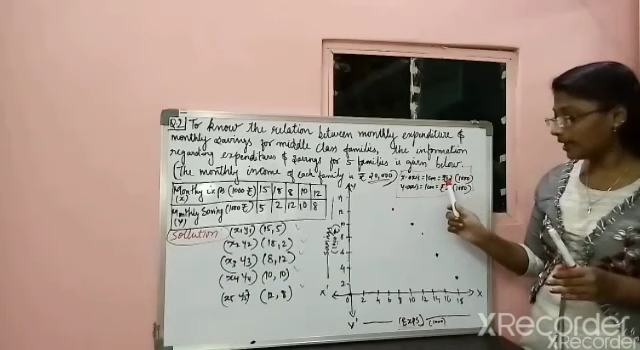 Q.2] To know the relation between monthly expenditure &
monthly savings for middle class families, the information
regarding expenditures & savings for 5 families is given below.
(The monthly income of each family is ₹ 20,000)
X-axis = 1cm = ₹ 2 (1000)
Y-axis = 1cm = ₹ (1000)
Monthly Exps (1000 ₹) 15 18 8 10 12
(X)
Monthly Saving (1000 ₹) 5 2 12 10 8
(Y)
Solution
(x1 y1) (15, 5)
(x2 y2) (18, 2)
(x3 y3) (8, 12)
(x4 y4) (10, 10)
(x5 y5) (12, 8)
Y
Savings
(1000)
12
10
8
6
4
2
X' 0 2 4 6 8 10 12 14 16 18 X
Y'
(Exps) (1000)
XRecorder
XRecorder